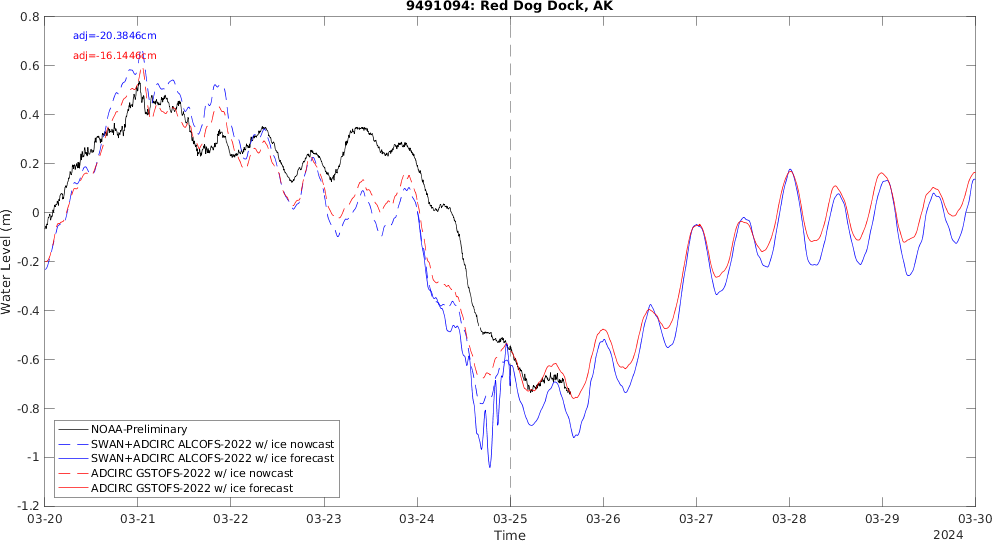 9491094: Red Dog Dock, AK
adj=-20.3846cm
adj=-16.1446cm
Water Level (m)
0.8
0.6
0.4
0.2
0
-0.2
-0.4
-0.6
-0.8
-1
-1.2
NOAA-Preliminary
SWAN+ADCIRC ALCOFS-2022 w/ ice nowcast
SWAN+ADCIRC ALCOFS-2022 w/ ice forecast
ADCIRC GSTOFS-2022 w/ ice nowcast
ADCIRC GSTOFS-2022 w/ ice forecast
03-20 03-21 03-22 03-23 03-24 03-25 03-26 03-27 03-28 03-29 03-30
Time
2024